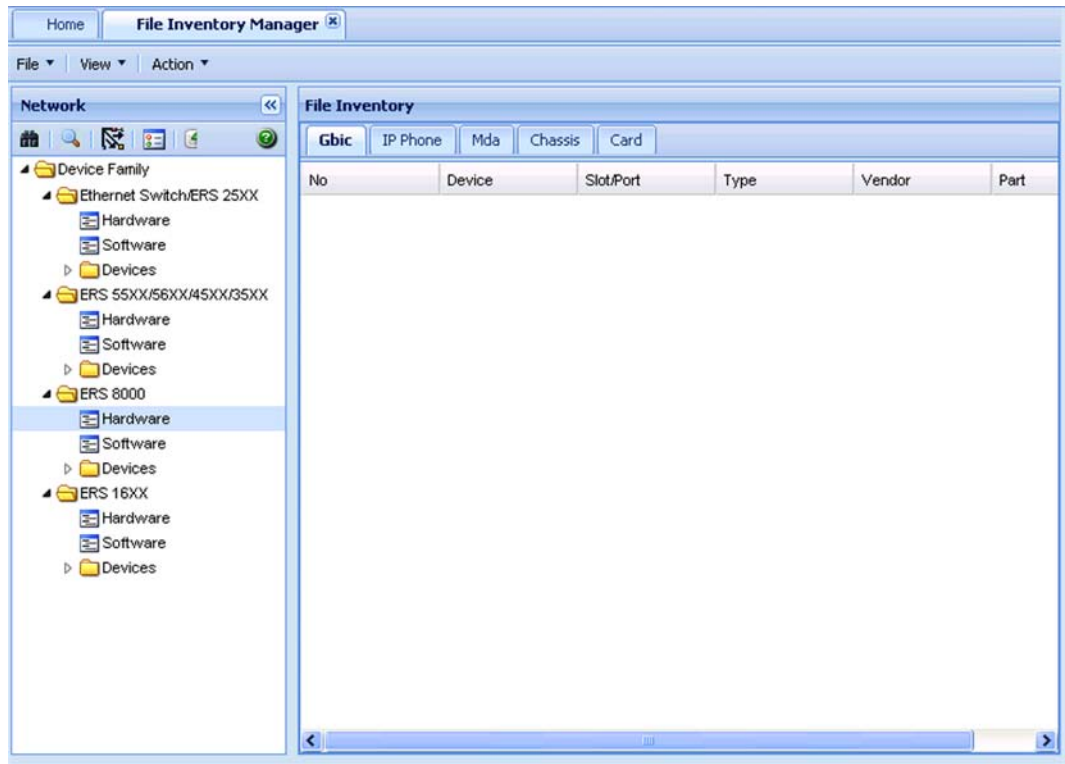 Home File Inventory Manager
File View Action
Network
File Inventory
Gbic IP Phone Mda Chassis Card
No Device Slot/Port Type Vendor Part
Device Family
Ethernet Switch/ERS 25XX
Hardware
Software
Devices
ERS 55XX/56XX/45XX/35XX
Hardware
Software
Devices
ERS 8000
Hardware
Software
Devices
ERS 16XX
Hardware
Software
Devices